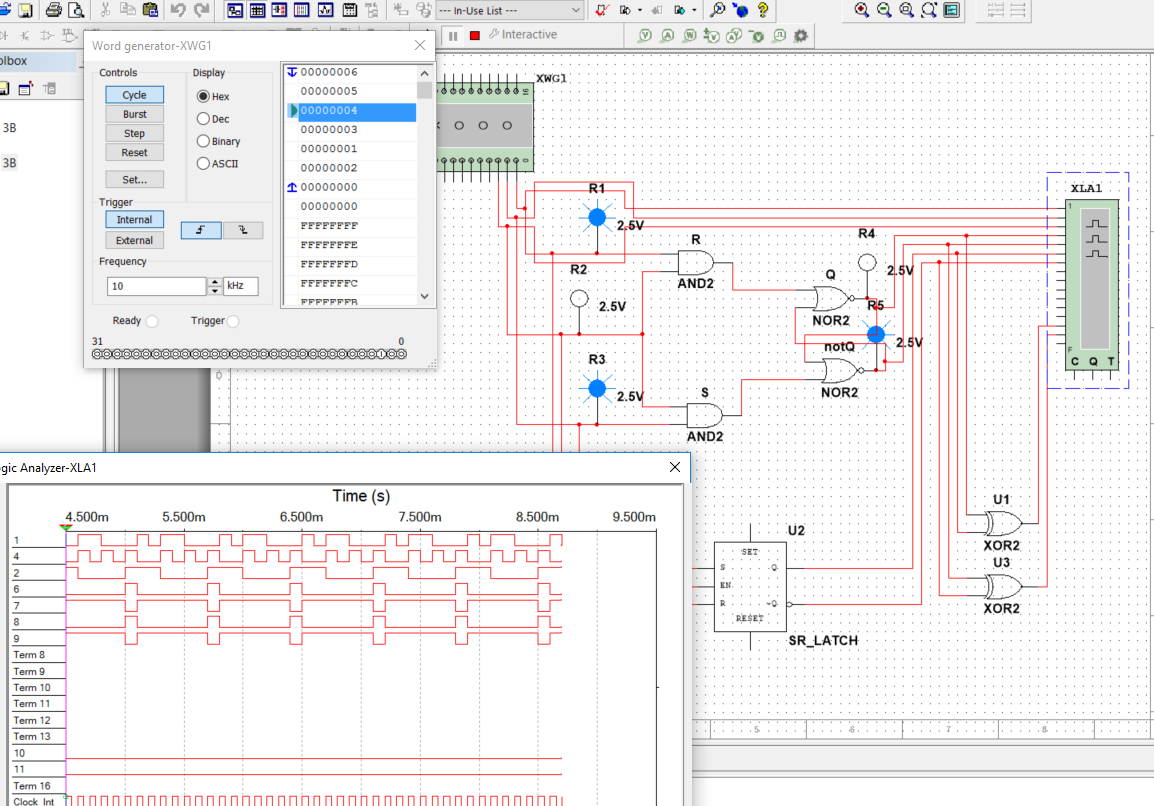 --- In-Use List ---
Interactive
lbox
3B
3B
Word generator-XWG1
Controls
Cycle
Burst
Step
Reset
Set...
Trigger
Internal
External
Frequency
10
kHz
Ready
Trigger
31
0
Display
Hex
Dec
Binary
ASCII
00000006
00000005
00000004
00000003
00000001
00000002
00000000
00000000
FFFFFFFF
FFFFFFFE
FFFFFFFD
FFFFFFFC
FFFFFFFB
XWG1
R1
2.5V
R2
2.5V
R3
2.5V
R
AND2
S
AND2
R4
2.5V
Q
NOR2
R5
2.5V
notQ
NOR2
XLA1
1
F
C Q T
U1
XOR2
U3
XOR2
U2
SET
S Q
EN
R ~Q
RESET
SR_LATCH
5
6
7
8
ogic Analyzer-XLA1
Time (s)
4.500m 5.500m 6.500m 7.500m 8.500m 9.500m
1
4
2
6
7
8
9
Term 8
Term 9
Term 10
Term 11
Term 12
Term 13
10
11
Term 16
Clock_Int